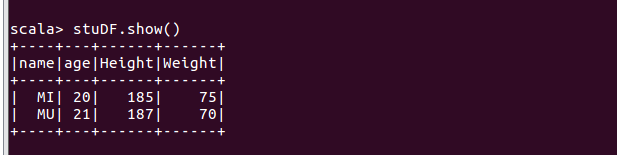 scala> stuDF.show()
+----+---+------+------+
|name|age|Height|Weight|
+----+---+------+------+
|  MI| 20|   185|    75|
|  MU| 21|   187|    70|
+----+---+------+------+